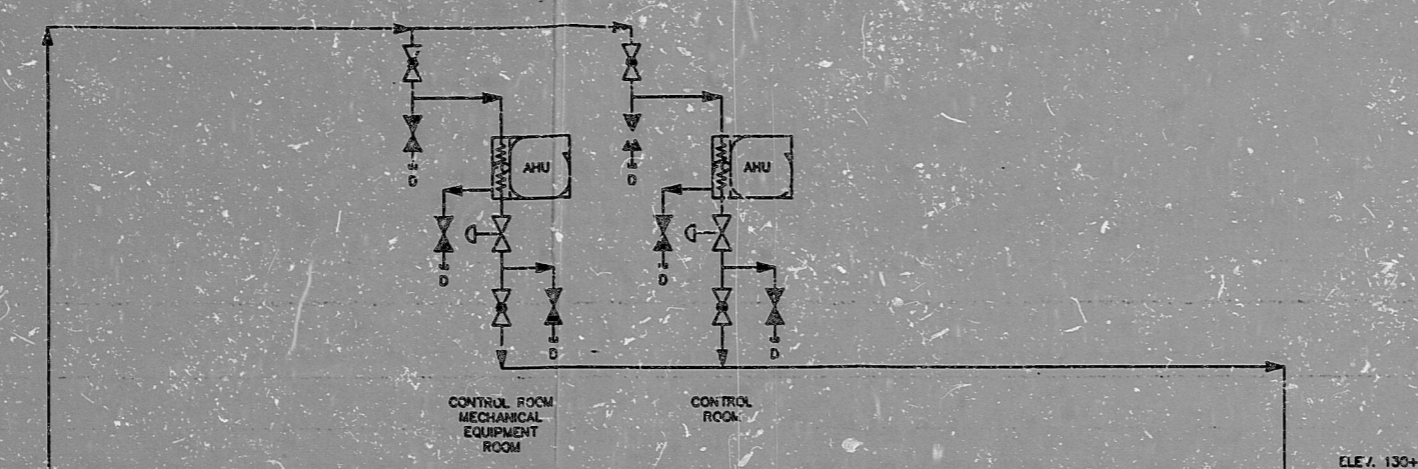 D
D
AHU
AHU
D
D
D
D
CONTROL ROOM
MECHANICAL
EQUIPMENT
ROOM
CONTROL
ROOM
ELEV. 130+